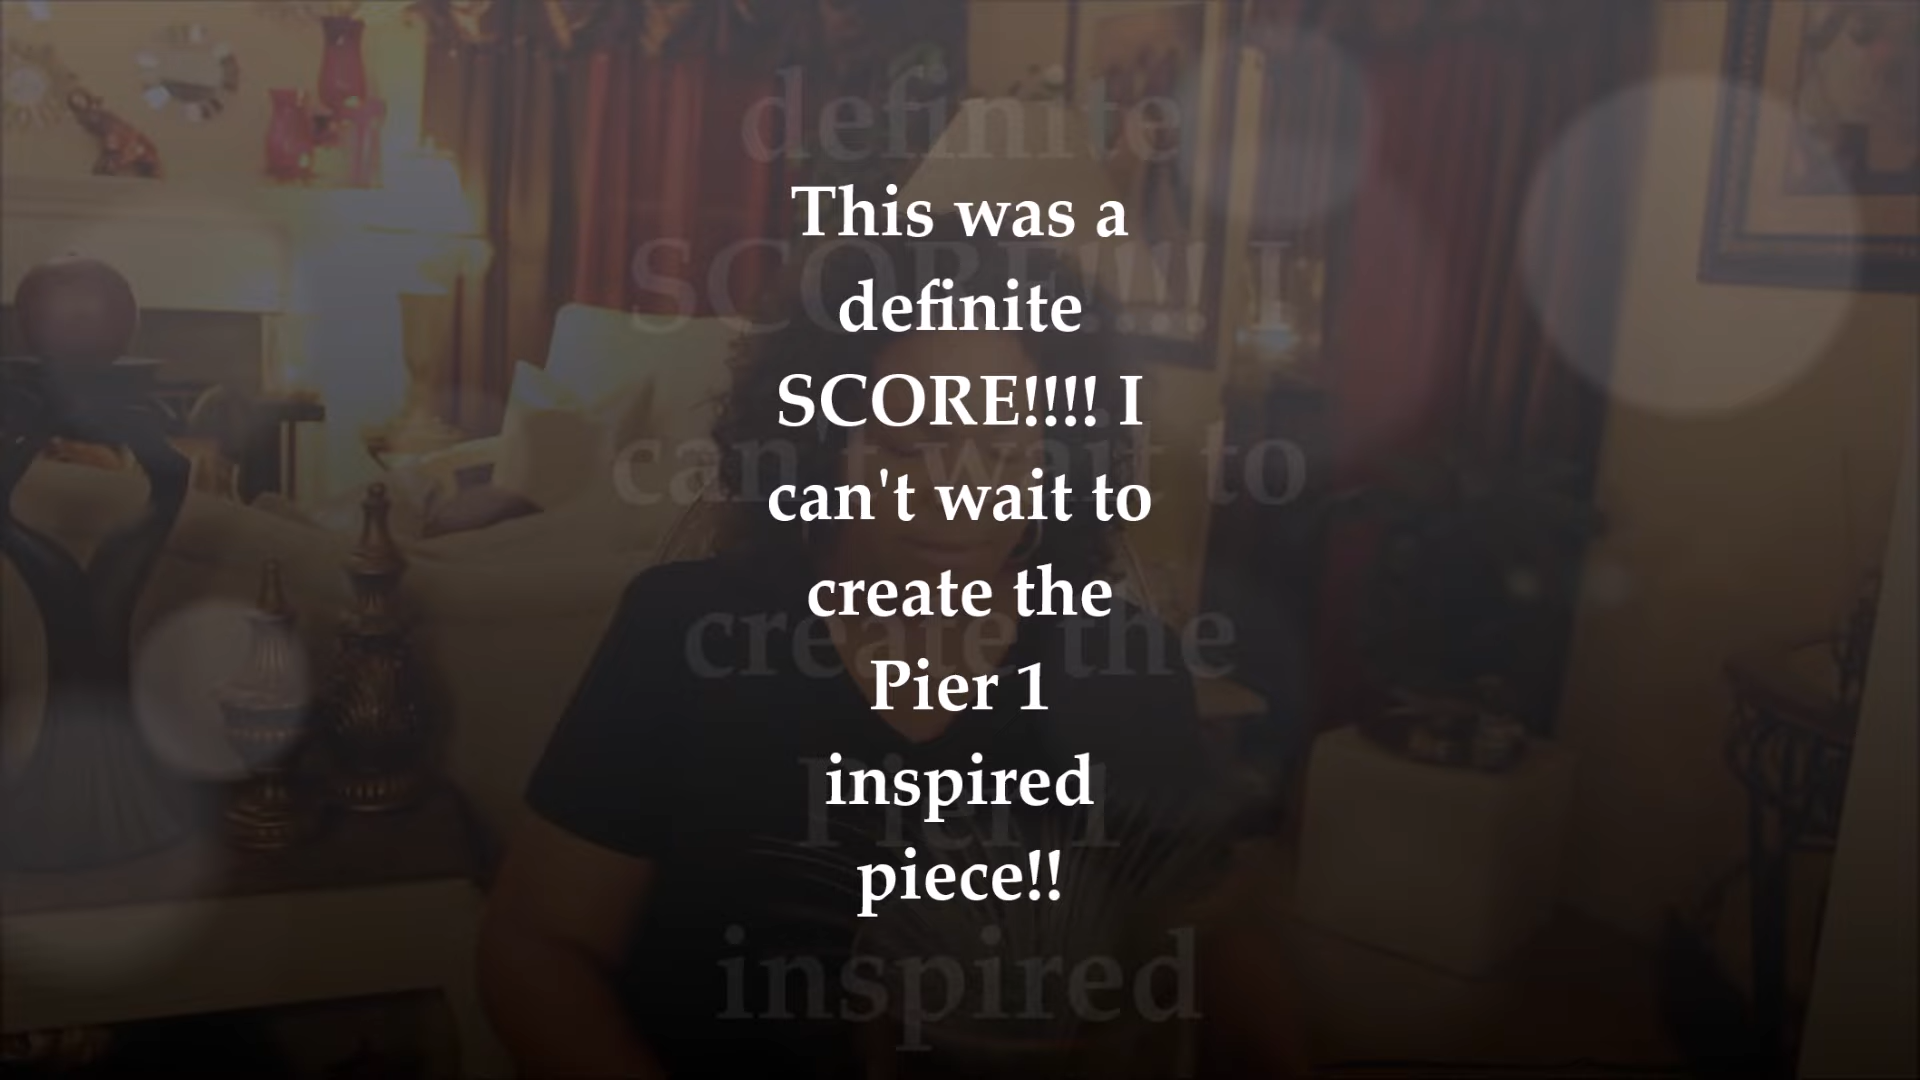 This was a
definite
SCORE!!!! I
can't wait to
create the
Pier 1
inspired
piece!!